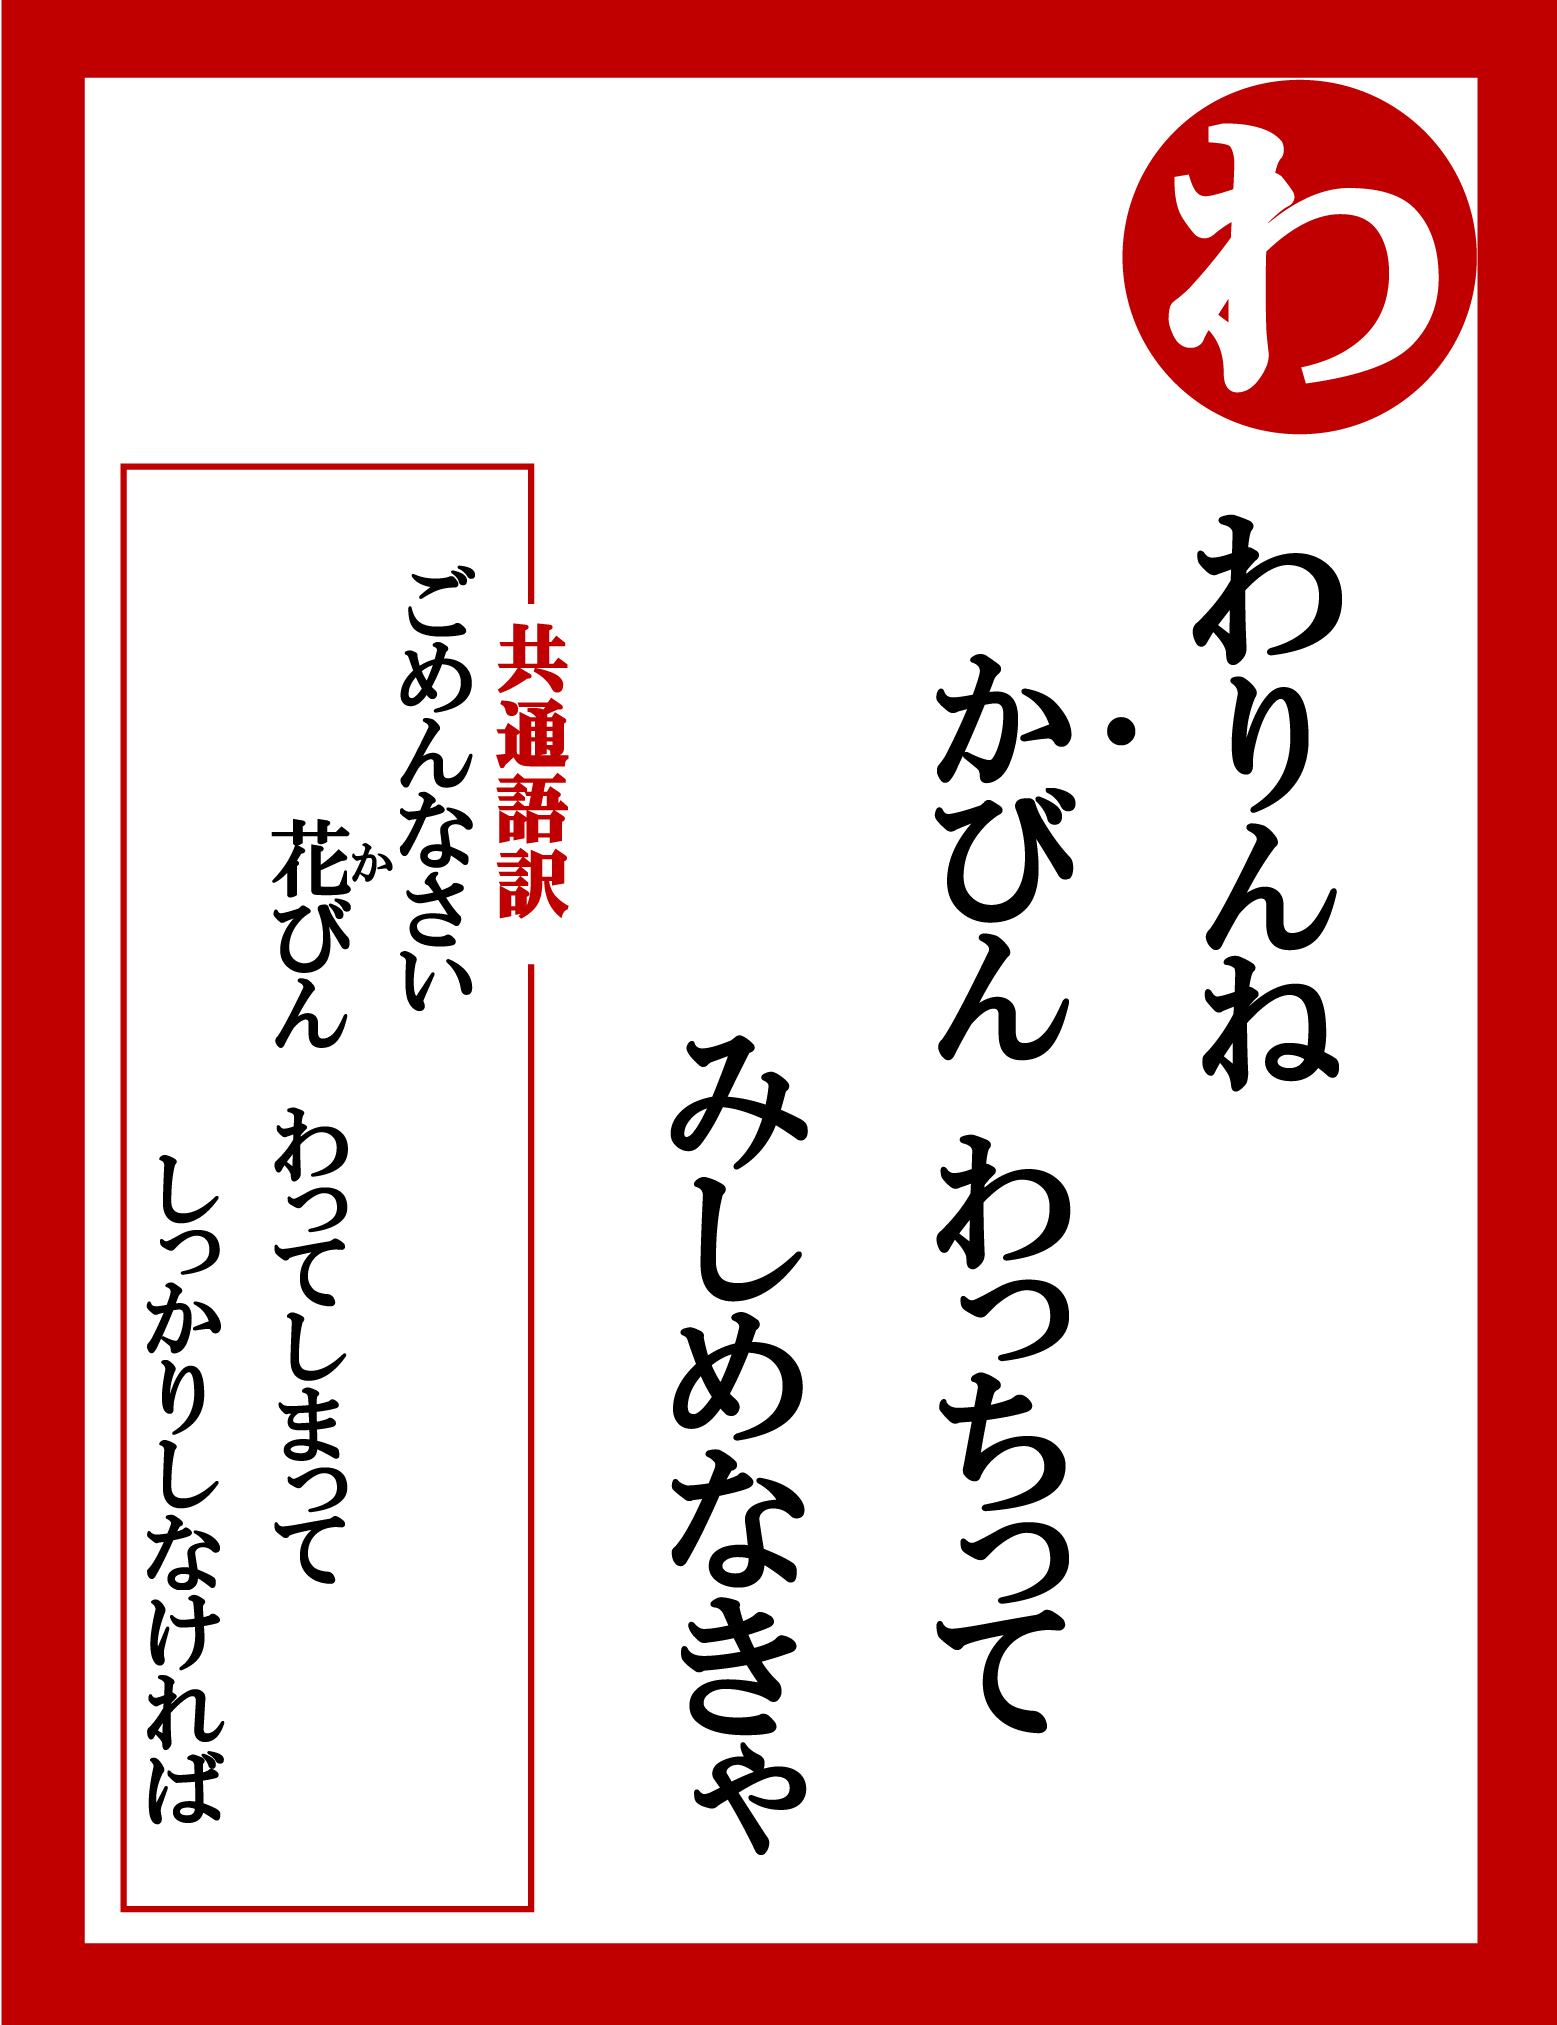 わ
わりんね
かびん わっちって
みしめなきゃ
共通語訳
ごめんなさい
花びん わってしまって
か
しっかりしなければ